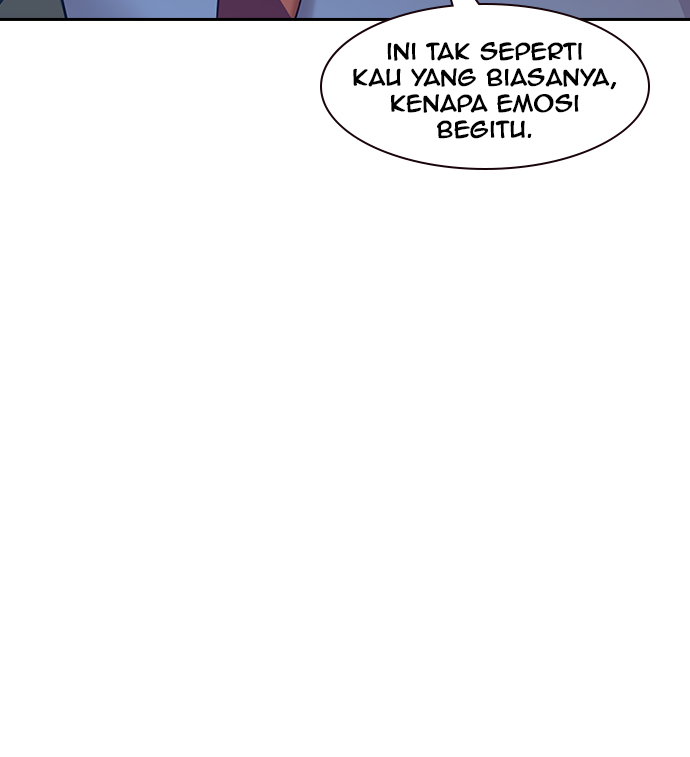 INI TAK SEPERTI
KAU YANG BIASANYA,
KENAPA EMOSI
BEGITU.